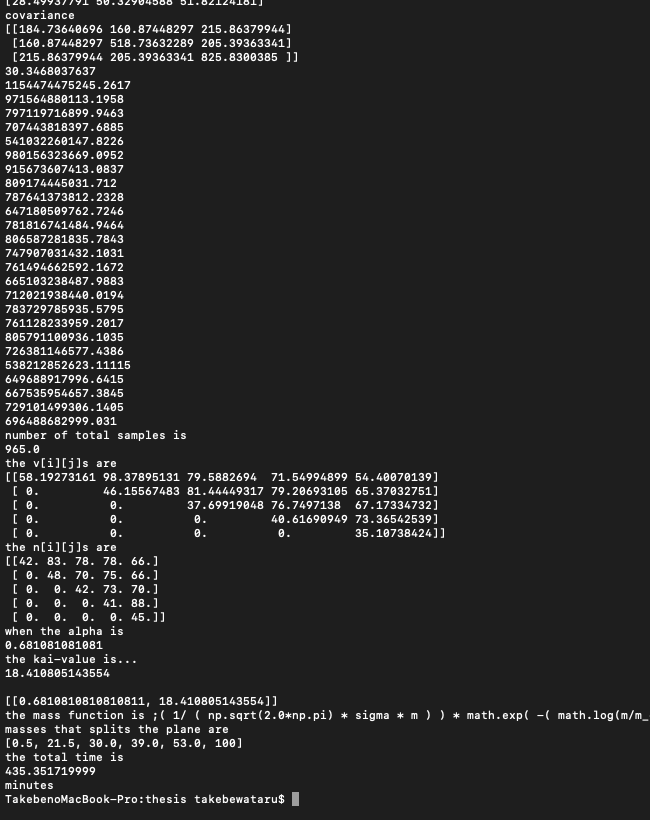 [28.49937791 50.32904588 51.82124181]
covariance
[[184.73640696 160.87448297 215.86379944]
 [160.87448297 518.73632289 205.39363341]
 [215.86379944 205.39363341 825.8300385 ]]
30.3468037637
1154474475245.2617
971564880113.1958
797119716899.9463
707443818397.6885
541032260147.8226
980156323669.0952
915673607413.0837
809174445031.712
787641373812.2328
647180509762.7246
781816741484.9464
806587281835.7843
747907031432.1031
761494662592.1672
665103238487.9883
712021938440.0194
783729785935.5795
761128233959.2017
805791100936.1035
726381146577.4386
538212852623.11115
649688917996.6415
667535954657.3845
729101499306.1405
696488682999.031
number of total samples is
965.0
the v[i][j]s are
[[58.19273161 98.37895131 79.5882694  71.54994899 54.40070139]
 [ 0.         46.15567483 81.44449317 79.20693105 65.37032751]
 [ 0.          0.         37.69919048 76.7497138  67.17334732]
 [ 0.          0.          0.         40.61690949 73.36542539]
 [ 0.          0.          0.          0.         35.10738424]]
the n[i][j]s are
[[42. 83. 78. 78. 66.]
 [ 0. 48. 70. 75. 66.]
 [ 0.  0. 42. 73. 70.]
 [ 0.  0.  0. 41. 88.]
 [ 0.  0.  0.  0. 45.]]
when the alpha is
0.681081081081
the kai-value is...
18.410805143554

[[0.6810810810810811, 18.410805143554]]
the mass function is ;( 1/ ( np.sqrt(2.0*np.pi) * sigma * m ) ) * math.exp( -( math.log(m/m_
masses that splits the plane are
[0.5, 21.5, 30.0, 39.0, 53.0, 100]
the total time is
435.351719999
minutes
TakebenoMacBook-Pro:thesis takebewataru$